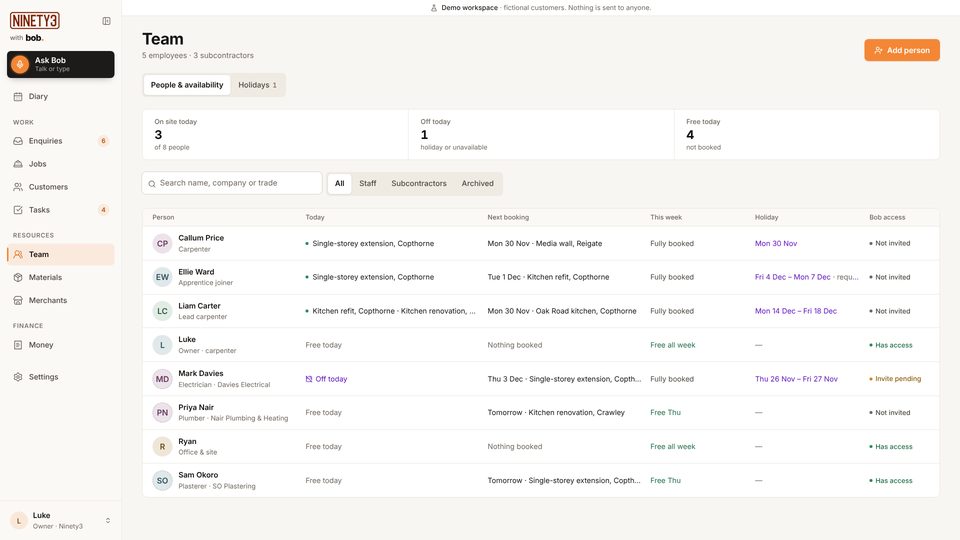 Demo workspace · fictional customers. Nothing is sent to anyone.
NINETY3
with bob.
Ask Bob
Talk or type
Diary
WORK
Enquiries 6
Jobs
Customers
Tasks 4
RESOURCES
Team
Materials
Merchants
FINANCE
Money
Settings
L Luke
Owner · Ninety3
Team
5 employees · 3 subcontractors
Add person
People & availability Holidays 1
On site today Off today Free today
3 1 4
of 8 people holiday or unavailable not booked
Search name, company or trade All Staff Subcontractors Archived
Person Today Next booking This week Holiday Bob access
CP Callum Price Single-storey extension, Copthorne Mon 30 Nov · Media wall, Reigate Fully booked Mon 30 Nov Not invited
Carpenter
EW Ellie Ward Single-storey extension, Copthorne Tue 1 Dec · Kitchen refit, Copthorne Fully booked Fri 4 Dec – Mon 7 Dec · requ... Not invited
Apprentice joiner
LC Liam Carter Kitchen refit, Copthorne · Kitchen renovation, ... Mon 30 Nov · Oak Road kitchen, Copthorne Fully booked Mon 14 Dec – Fri 18 Dec Not invited
Lead carpenter
L Luke Free today Nothing booked Free all week — Has access
Owner · carpenter
MD Mark Davies Off today Thu 3 Dec · Single-storey extension, Copth... Fully booked Thu 26 Nov – Fri 27 Nov Invite pending
Electrician · Davies Electrical
PN Priya Nair Free today Tomorrow · Kitchen renovation, Crawley Free Thu — Not invited
Plumber · Nair Plumbing & Heating
R Ryan Free today Nothing booked Free all week — Has access
Office & site
SO Sam Okoro Free today Tomorrow · Single-storey extension, Copth... Free Thu — Has access
Plasterer · SO Plastering